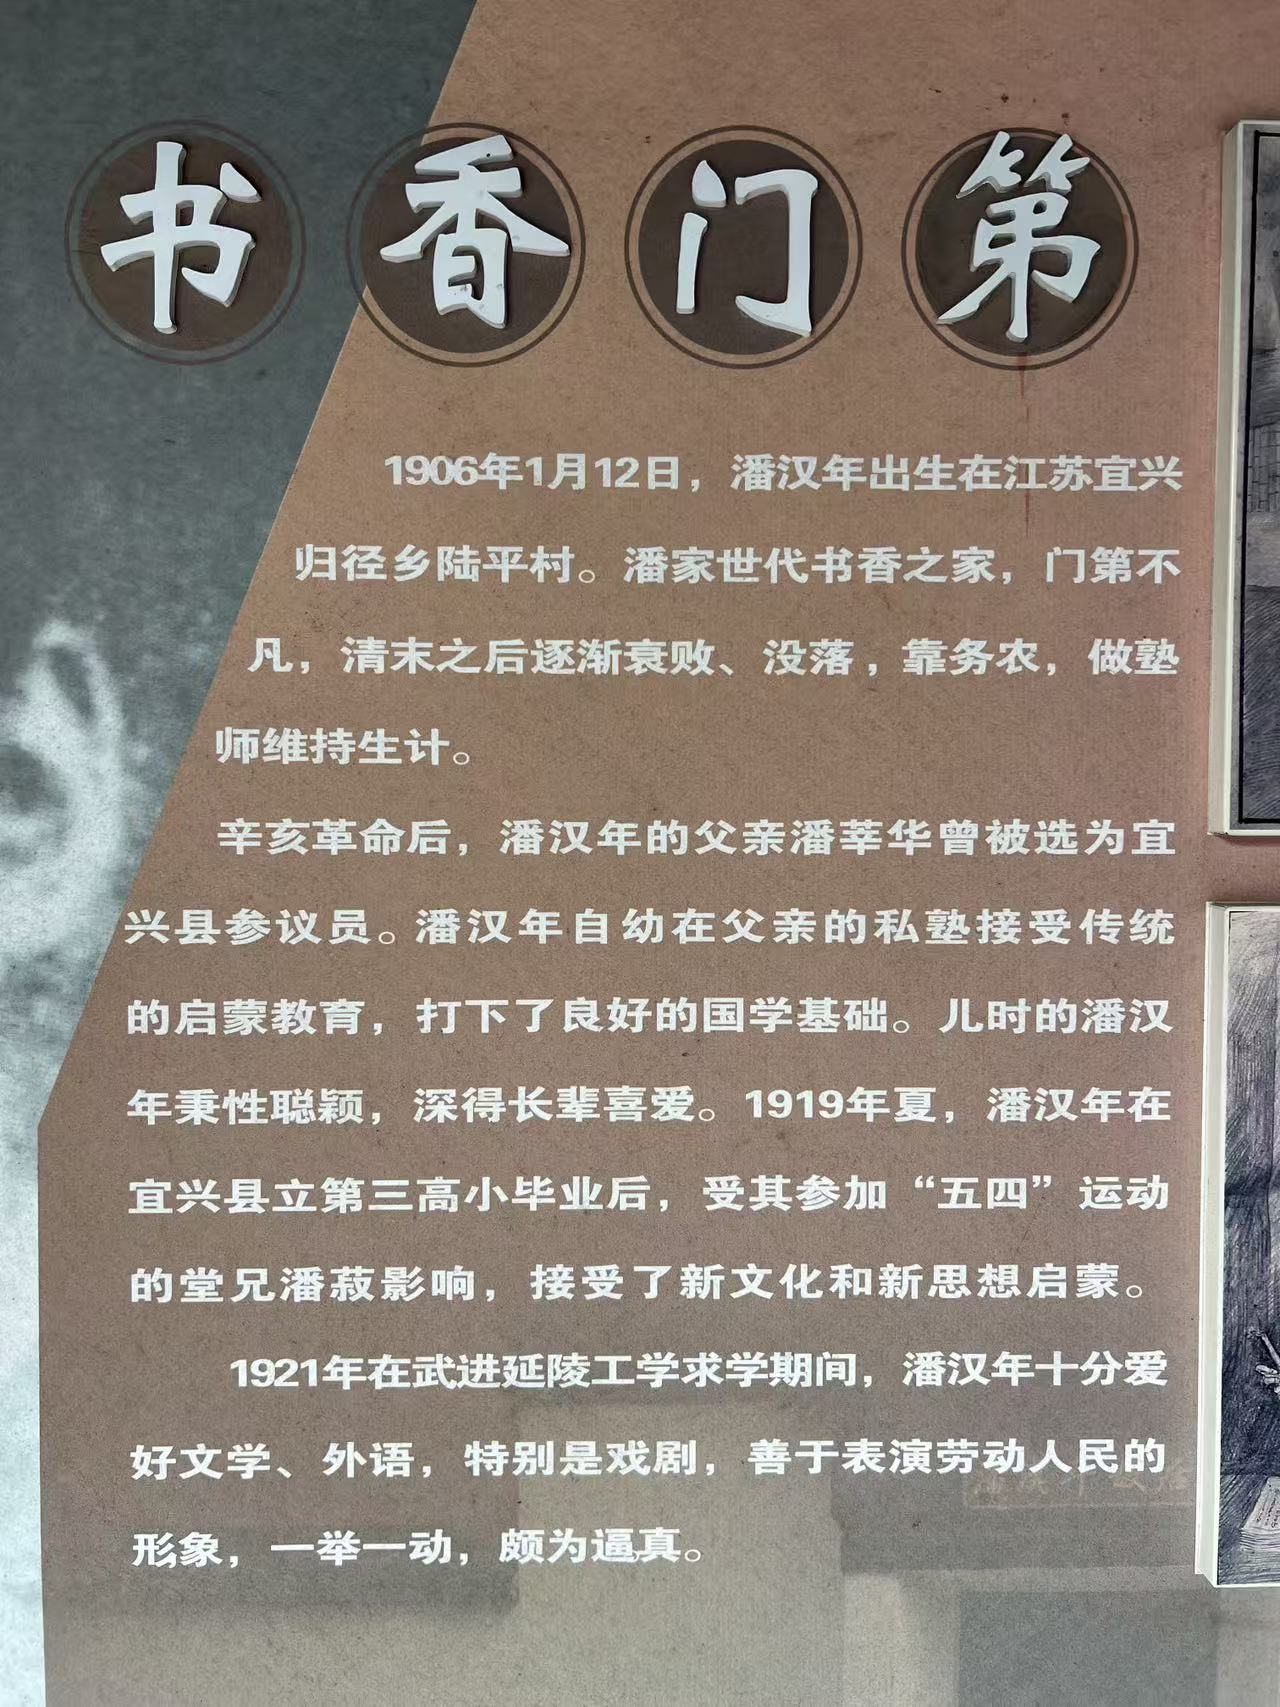 书香门第
1906年1月12日，潘汉年出生在江苏宜兴
归径乡陆平村。潘家世代书香之家，门第不
凡，清末之后逐渐衰败、没落，靠务农，做塾
师维持生计。
辛亥革命后，潘汉年的父亲潘莘华曾被选为宜
兴县参议员。潘汉年自幼在父亲的私塾接受传统
的启蒙教育，打下了良好的国学基础。儿时的潘汉
年秉性聪颖，深得长辈喜爱。1919年夏，潘汉年在
宜兴县立第三高小毕业后，受其参加“五四”运动
的堂兄潘菽影响，接受了新文化和新思想启蒙。
1921年在武进延陵工学求学期间，潘汉年十分爱
好文学、外语，特别是戏剧，善于表演劳动人民的
形象，一举一动，颇为逼真。